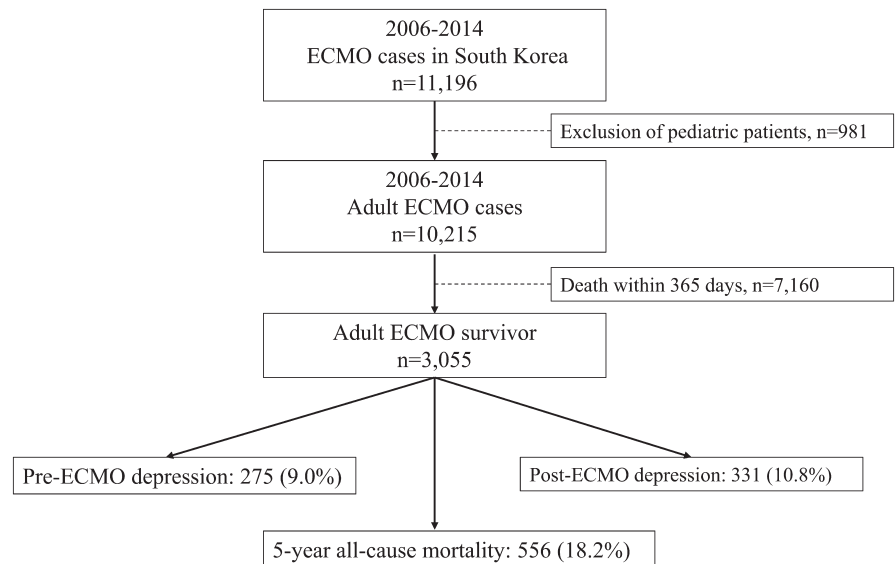 2006-2014
ECMO cases in South Korea
n=11,196
Exclusion of pediatric patients, n=981
2006-2014
Adult ECMO cases
n=10,215
Death within 365 days, n=7,160
Adult ECMO survivor
n=3,055
Pre-ECMO depression: 275 (9.0%)
Post-ECMO depression: 331 (10.8%)
5-year all-cause mortality: 556 (18.2%)